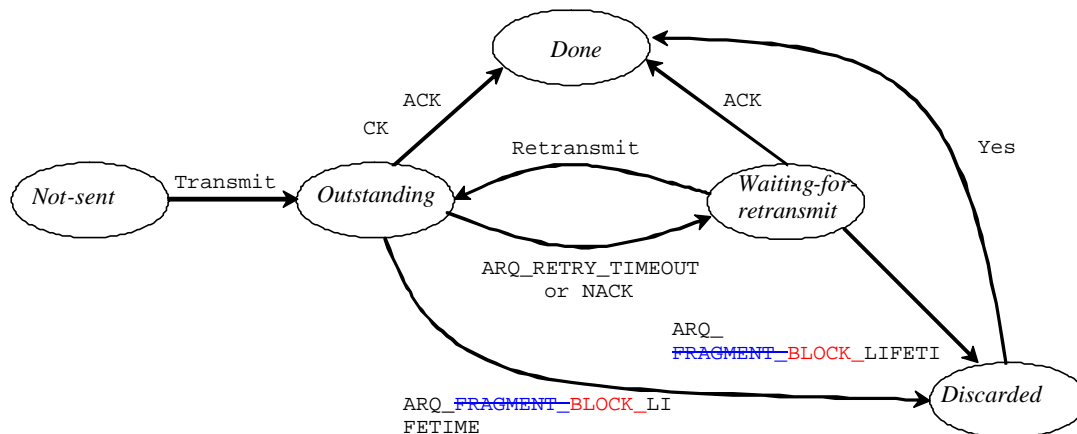 Done
ACK
CK
ACK
Retransmit
Yes
Not-sent
Transmit
Outstanding
Waiting-for-
retransmit
ARQ_RETRY_TIMEOUT
or NACK
ARQ_
FRAGMENT_BLOCK_LIFETI
Discarded
ARQ_FRAGMENT_BLOCK_LI
FETIME